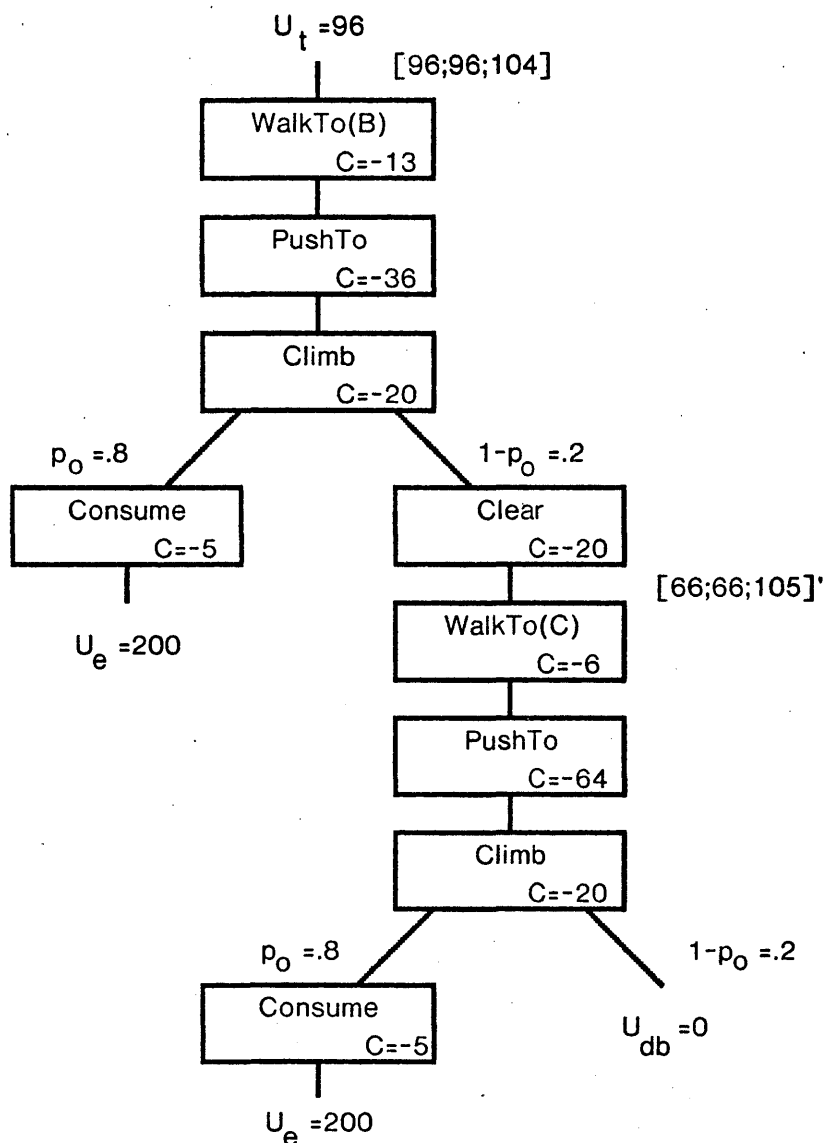 U_t =96
[96;96;104]
WalkTo(B)
C=-13
PushTo
C=-36
Climb
C=-20
p_o =.8
1-p_o =.2
Consume
C=-5
Clear
C=-20
U_e =200
[66;66;105]'
WalkTo(C)
C=-6
PushTo
C=-64
Climb
C=-20
p_o =.8
1-p_o =.2
Consume
C=-5
U_db =0
U_e =200